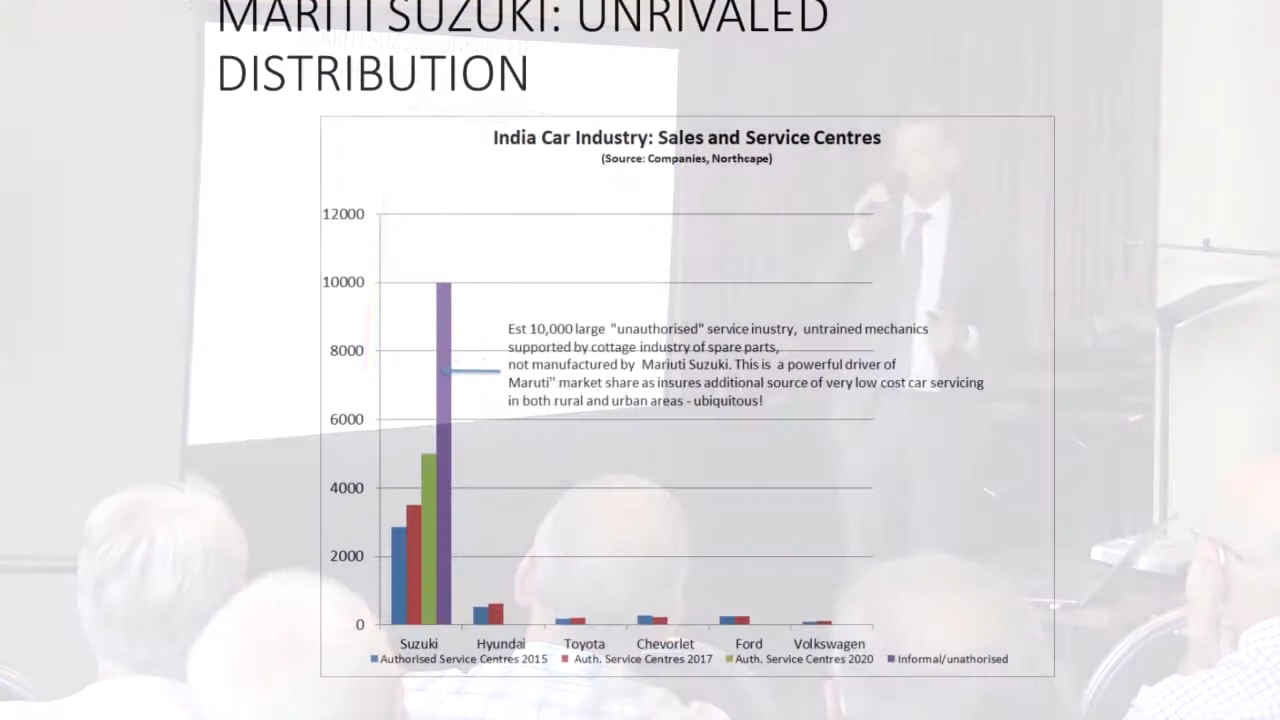 MARITI SUZUKI: UNRIVALED
DISTRIBUTION
India Car Industry: Sales and Service Centres
(Source: Companies, Northcape)
12000
10000
8000
6000
4000
2000
0
Est 10,000 large "unauthorised" service inustry, untrained mechanics
supported by cottage industry of spare parts,
not manufactured by Mariuti Suzuki. This is a powerful driver of
Maruti" market share as insures additional source of very low cost car servicing
in both rural and urban areas - ubiquitous!
Suzuki Hyundai Toyota Chevorlet Ford Volkswagen
Authorised Service Centres 2015 Auth. Service Centres 2017 Auth. Service Centres 2020 Informal/unathorised